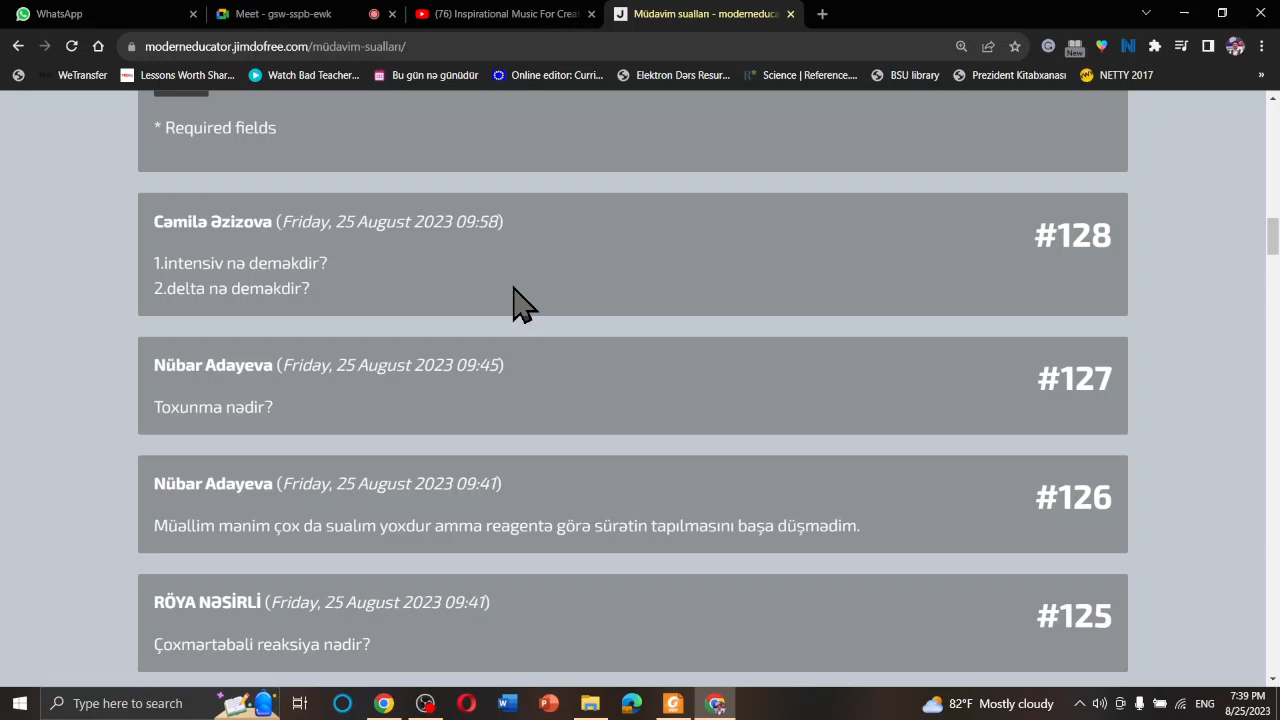 WhatsApp
Meet - gsw-sspb-ewk
(76) Inspirational Music For Creat
Müdavim sualları - moderneduca
moderneducator.jimdofree.com/müdavim-sualları/
New
WeTransfer
Lessons Worth Shar...
Watch Bad Teacher...
Bu gün nə günüdür
Online editor: Curri...
Elektron Dərs Resur...
Science | Reference....
BSU library
Prezident Kitabxanası
NETTY 2017
* Required fields
Cəmilə Əzizova (Friday, 25 August 2023 09:58)
#128
1.intensiv nə deməkdir?
2.delta nə deməkdir?
Nübar Adayeva (Friday, 25 August 2023 09:45)
#127
Toxunma nədir?
Nübar Adayeva (Friday, 25 August 2023 09:41)
#126
Müəllim mənim çox da sualım yoxdur amma reagentə görə sürətin tapılmasını başa düşmədim.
RÖYA NƏSİRLİ (Friday, 25 August 2023 09:41)
#125
Çoxmərtəbəli reaksiya nədir?
Type here to search
82°F Mostly cloudy
ENG
7:39 PM
8/25/2023